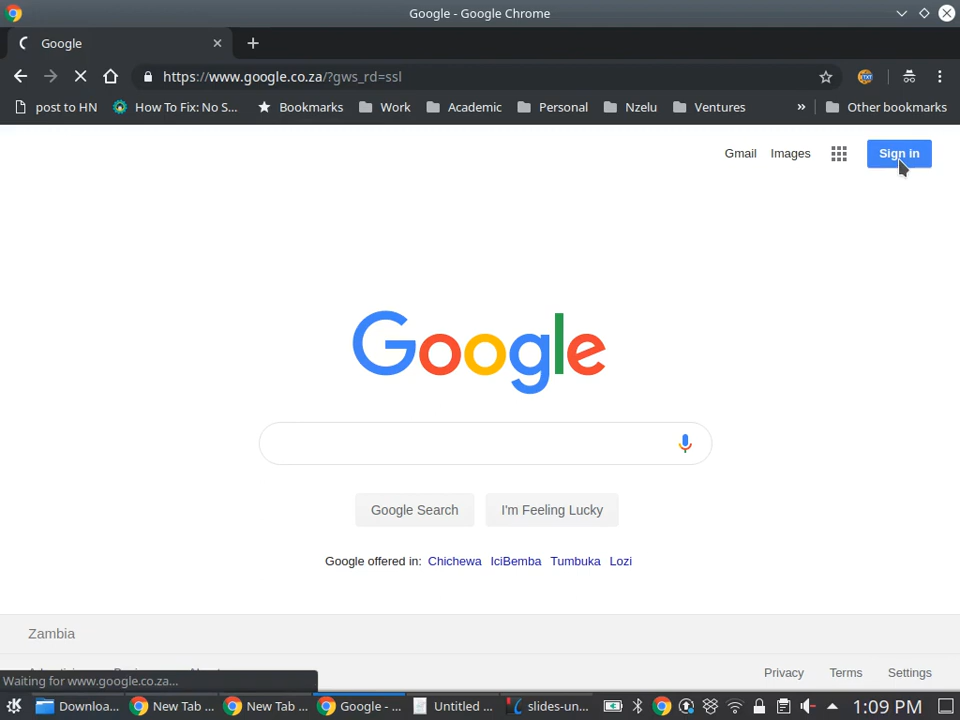 Google - Google Chrome
Google
https://www.google.co.za/?gws_rd=ssl
post to HN How To Fix: No S... Bookmarks Work Academic Personal Nzelu Ventures » Other bookmarks
Gmail Images Sign in
Google
Google Search I'm Feeling Lucky
Google offered in: Chichewa IciBemba Tumbuka Lozi
Zambia
Privacy Terms Settings
Waiting for www.google.co.za...
Downloa... New Tab ... New Tab ... Google - ... Untitled ... slides-un... 1:09 PM